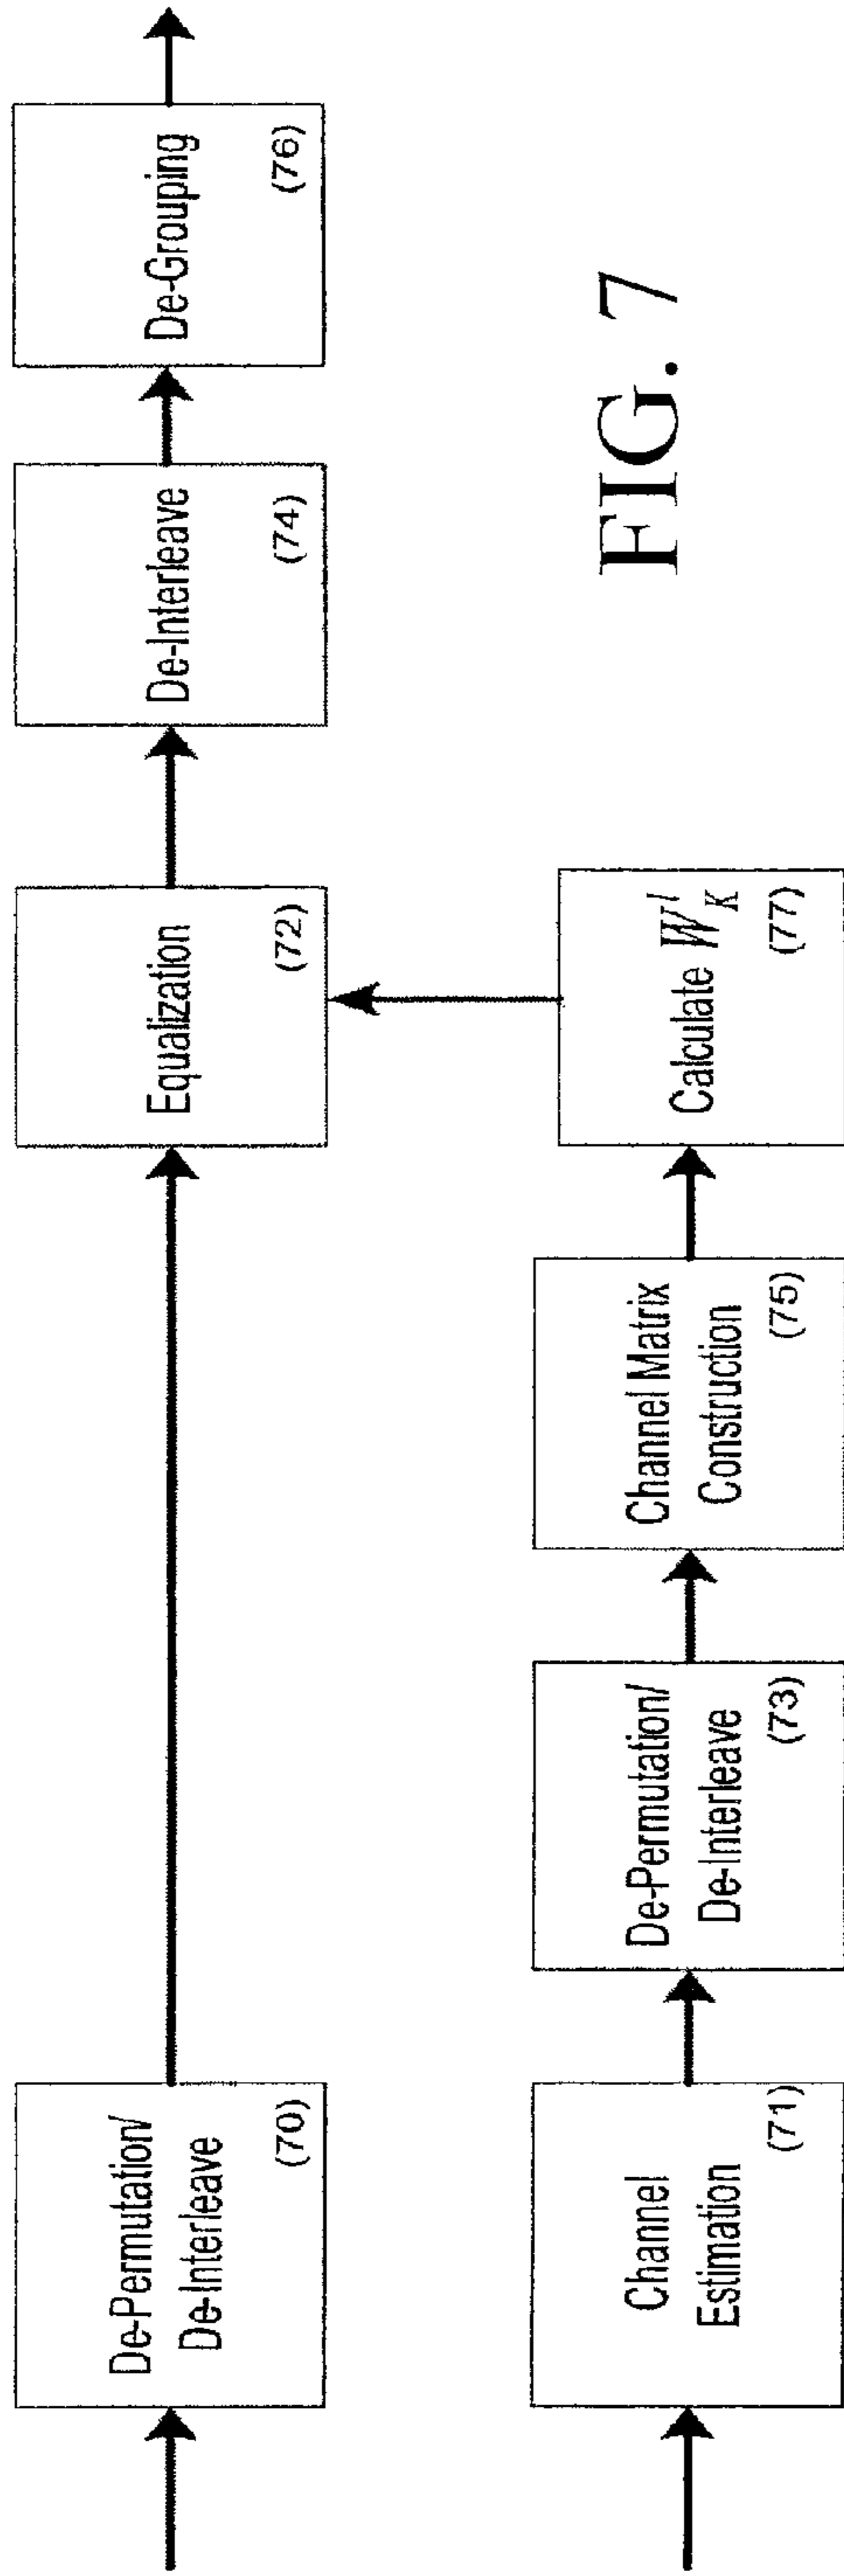 De-Permutation/
De-Interleave
(70)
Equalization
(72)
De-Interleave
(74)
De-Grouping
(76)
Channel
Estimation
(71)
De-Permutation/
De-Interleave
(73)
Channel Matrix
Construction
(75)
Calculate W_K^l
(77)
FIG. 7